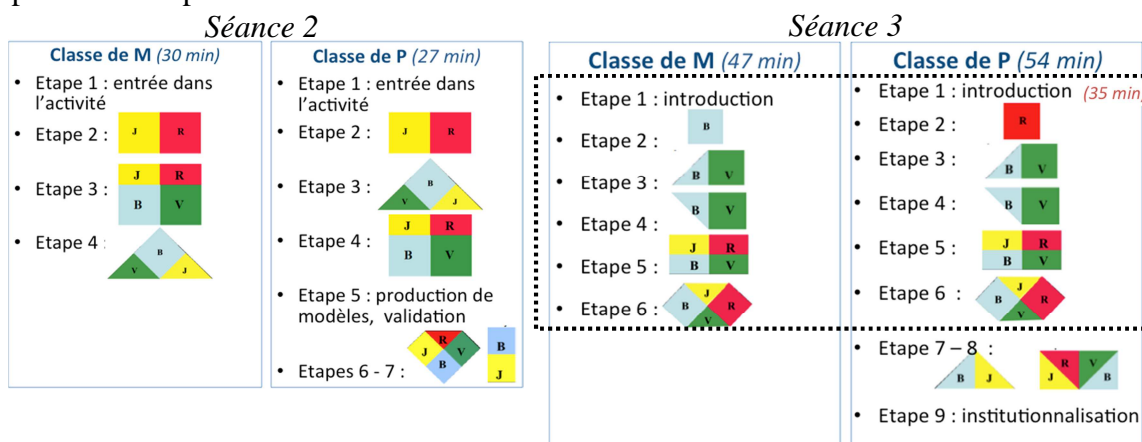 Séance 2
Classe de M (30 min)
• Etape 1 : entrée dans
l’activité
• Etape 2 :
J R
• Etape 3 :
J R
B V
• Etape 4 :
B
V J
Classe de P (27 min)
• Etape 1 : entrée dans
l’activité
• Etape 2 :
J R
• Etape 3 :
B
V J
• Etape 4 :
J R
B V
• Etape 5 : production de
modèles, validation
• Etapes 6 - 7 :
R
J V
B
B
J
Séance 3
Classe de M (47 min)
• Etape 1 : introduction
• Etape 2 :
B
• Etape 3 :
B V
• Etape 4 :
B V
• Etape 5 :
J R
B V
• Etape 6 :
J
B R
V
Classe de P (54 min)
• Etape 1 : introduction (35 min
• Etape 2 :
R
• Etape 3 :
B V
• Etape 4 :
B V
• Etape 5 :
J R
B V
• Etape 6 :
J
B R
V
• Etape 7 – 8 :
B J
R V
J B
• Etape 9 : institutionnalisation